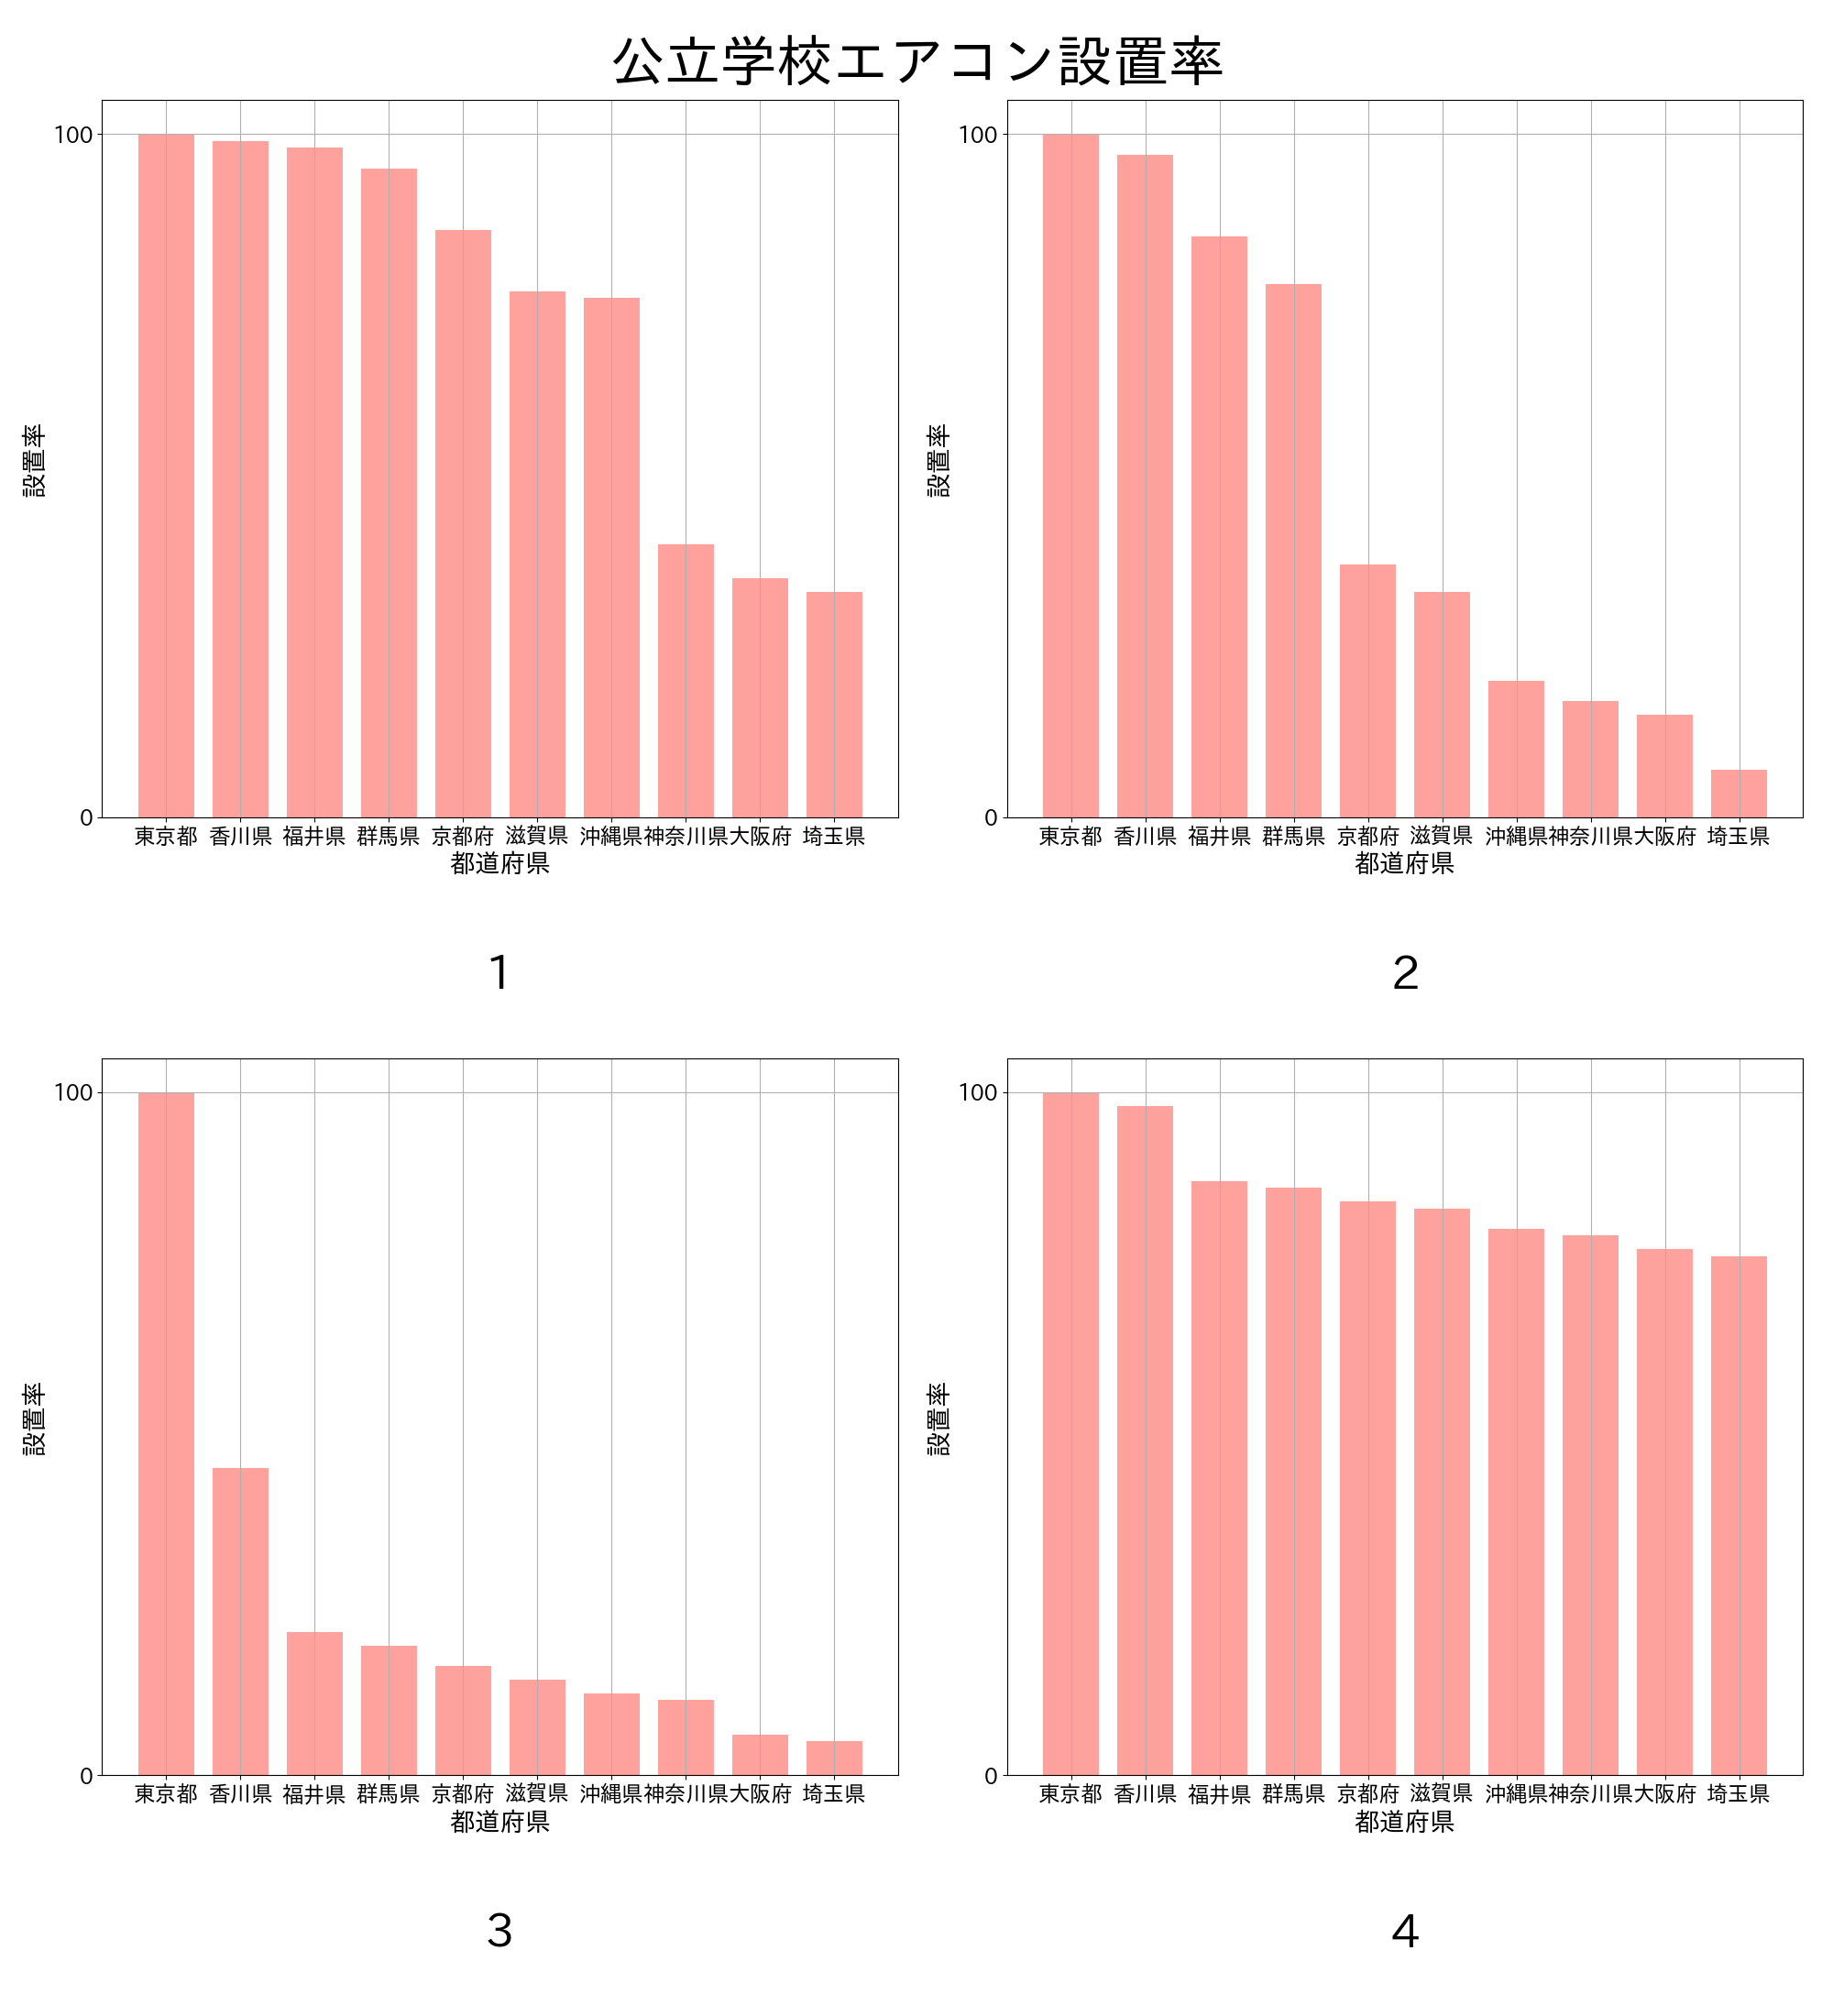 公立学校エアコン設置率
100
0
設置率
東京都 香川県 福井県 群馬県 京都府 滋賀県 沖縄県 神奈川県 大阪府 埼玉県
都道府県
1
100
0
設置率
東京都 香川県 福井県 群馬県 京都府 滋賀県 沖縄県 神奈川県 大阪府 埼玉県
都道府県
2
100
0
設置率
東京都 香川県 福井県 群馬県 京都府 滋賀県 沖縄県 神奈川県 大阪府 埼玉県
都道府県
3
100
0
設置率
東京都 香川県 福井県 群馬県 京都府 滋賀県 沖縄県 神奈川県 大阪府 埼玉県
都道府県
4